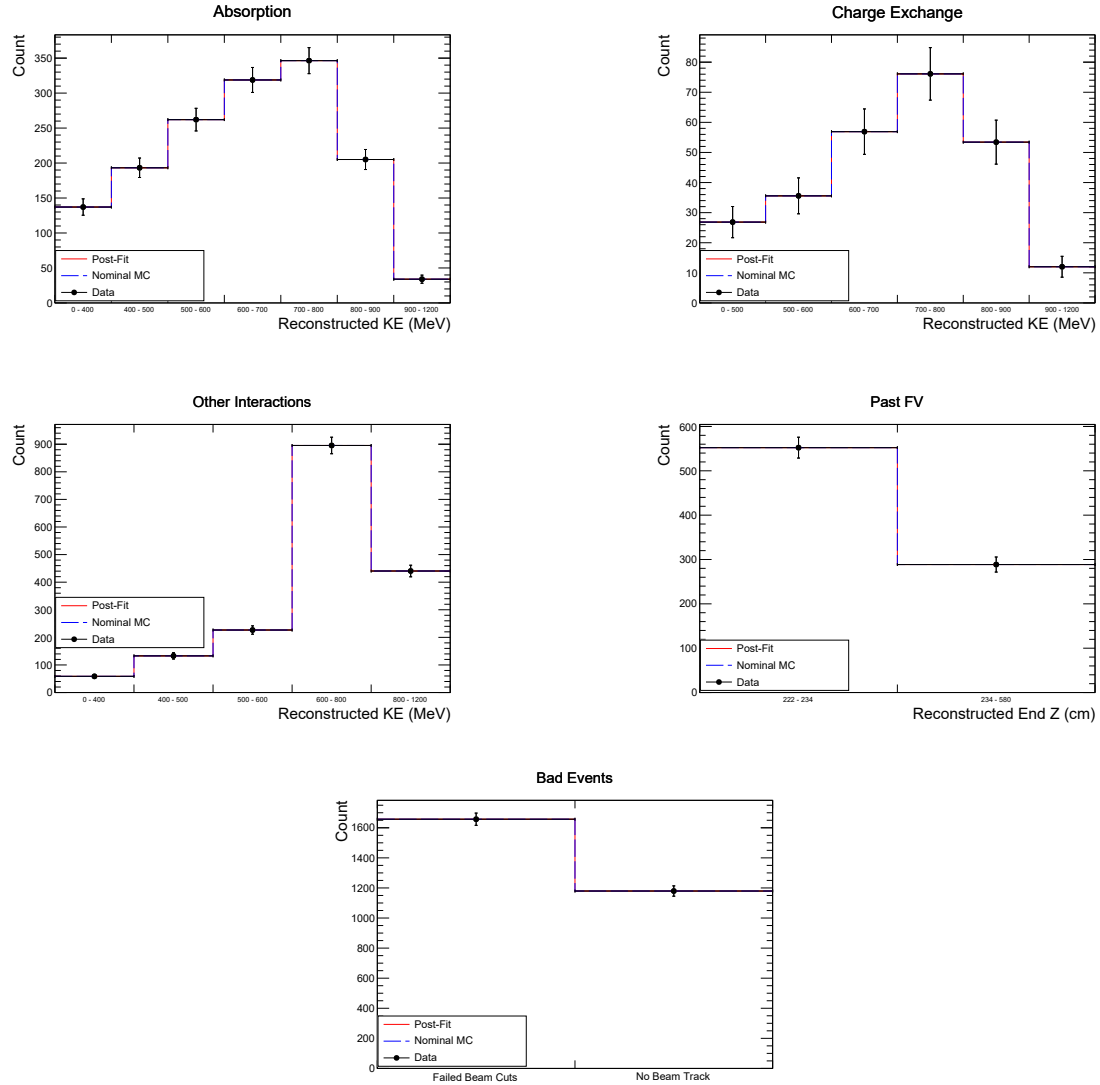 Absorption
Count
350
300
250
200
150
100
50
0
Post-Fit
Nominal MC
Data
0 - 400 400 - 500 500 - 600 600 - 700 700 - 800 800 - 900 900 - 1200
Reconstructed KE (MeV)
Charge Exchange
Count
80
70
60
50
40
30
20
10
0
Post-Fit
Nominal MC
Data
0 - 500 500 - 600 600 - 700 700 - 800 800 - 900 900 - 1200
Reconstructed KE (MeV)
Other Interactions
Count
900
800
700
600
500
400
300
200
100
0
Post-Fit
Nominal MC
Data
0 - 400 400 - 500 500 - 600 600 - 800 800 - 1200
Reconstructed KE (MeV)
Past FV
Count
600
500
400
300
200
100
0
Post-Fit
Nominal MC
Data
222 - 234 234 - 580
Reconstructed End Z (cm)
Bad Events
Count
1600
1400
1200
1000
800
600
400
200
0
Post-Fit
Nominal MC
Data
Failed Beam Cuts No Beam Track